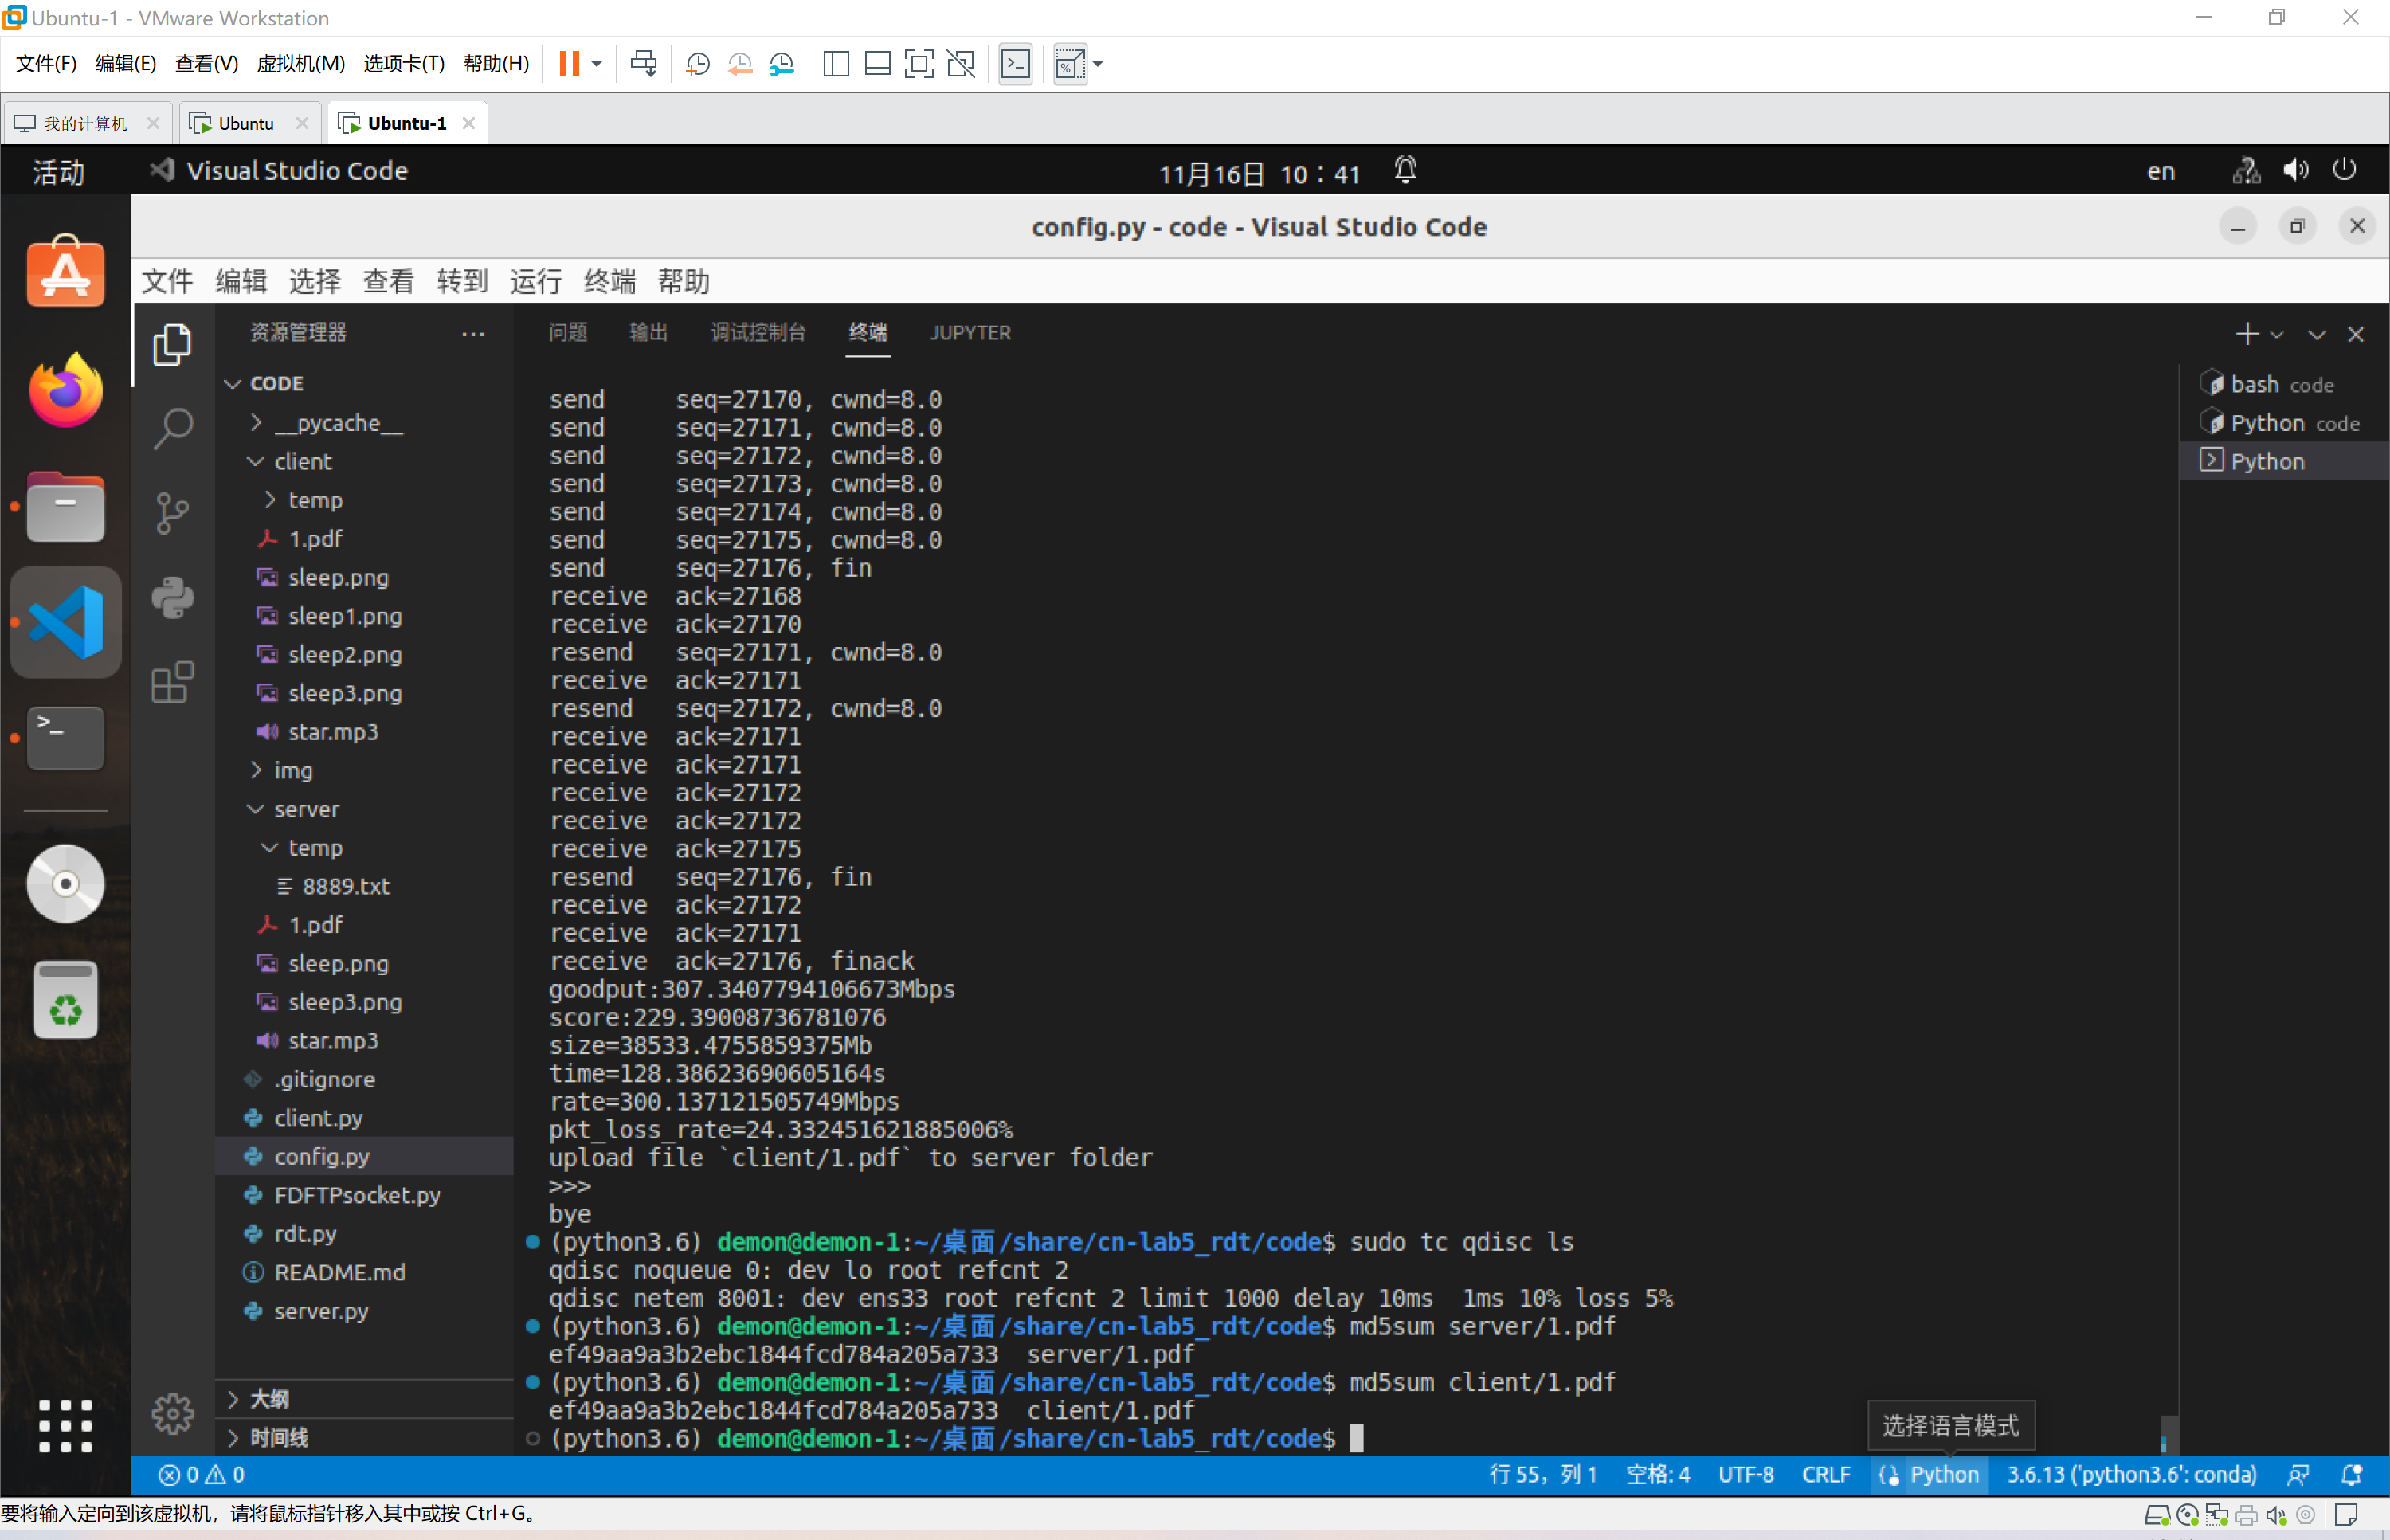 Ubuntu-1 - VMware Workstation
文件(F) 编辑(E) 查看(V) 虚拟机(M) 选项卡(T) 帮助(H)
我的计算机 Ubuntu Ubuntu-1
活动 Visual Studio Code 11月16日 10：41 en
config.py - code - Visual Studio Code
文件 编辑 选择 查看 转到 运行 终端 帮助
资源管理器 ...
CODE
__pycache__
client
temp
1.pdf
sleep.png
sleep1.png
sleep2.png
sleep3.png
star.mp3
img
server
temp
8889.txt
1.pdf
sleep.png
sleep3.png
star.mp3
.gitignore
client.py
config.py
FDFTPsocket.py
rdt.py
README.md
server.py
大纲
时间线
问题 输出 调试控制台 终端 JUPYTER
send seq=27170, cwnd=8.0
send seq=27171, cwnd=8.0
send seq=27172, cwnd=8.0
send seq=27173, cwnd=8.0
send seq=27174, cwnd=8.0
send seq=27175, cwnd=8.0
send seq=27176, fin
receive ack=27168
receive ack=27170
resend seq=27171, cwnd=8.0
receive ack=27171
resend seq=27172, cwnd=8.0
receive ack=27171
receive ack=27171
receive ack=27172
receive ack=27172
receive ack=27175
resend seq=27176, fin
receive ack=27172
receive ack=27171
receive ack=27176, finack
goodput:307.3407794106673Mbps
score:229.39008736781076
size=38533.4755859375Mb
time=128.38623690605164s
rate=300.137121505749Mbps
pkt_loss_rate=24.332451621885006%
upload file `client/1.pdf` to server folder
>>>
bye
(python3.6) demon@demon-1:~/桌面/share/cn-lab5_rdt/code$ sudo tc qdisc ls
qdisc noqueue 0: dev lo root refcnt 2
qdisc netem 8001: dev ens33 root refcnt 2 limit 1000 delay 10ms 1ms 10% loss 5%
(python3.6) demon@demon-1:~/桌面/share/cn-lab5_rdt/code$ md5sum server/1.pdf
ef49aa9a3b2ebc1844fcd784a205a733 server/1.pdf
(python3.6) demon@demon-1:~/桌面/share/cn-lab5_rdt/code$ md5sum client/1.pdf
ef49aa9a3b2ebc1844fcd784a205a733 client/1.pdf
(python3.6) demon@demon-1:~/桌面/share/cn-lab5_rdt/code$
bash code
Python code
Python
选择语言模式
0 0 行 55，列 1 空格: 4 UTF-8 CRLF Python 3.6.13 ('python3.6': conda)
要将输入定向到该虚拟机，请将鼠标指针移入其中或按 Ctrl+G。